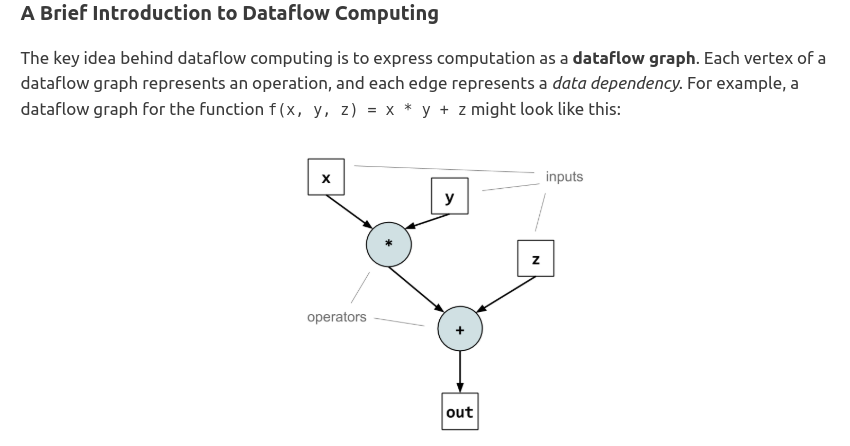 A Brief Introduction to Dataflow Computing
The key idea behind dataflow computing is to express computation as a dataflow graph. Each vertex of a
dataflow graph represents an operation, and each edge represents a data dependency. For example, a
dataflow graph for the function f(x, y, z) = x * y + z might look like this:
x
inputs
y
*
z
operators
+
out